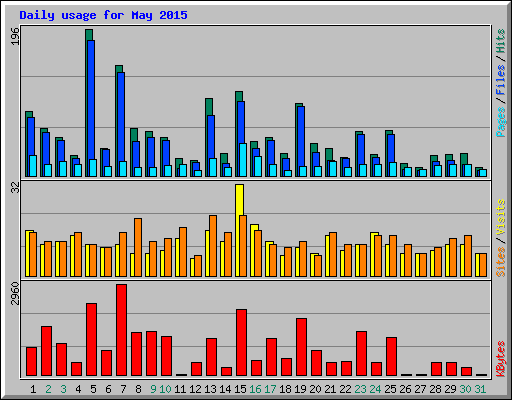 Daily usage for May 2015
196
Pages / Files / Hits
32
Sites / Visits
2960
KBytes
1 2 3 4 5 6 7 8 9 10 11 12 13 14 15 16 17 18 19 20 21 22 23 24 25 26 27 28 29 30 31